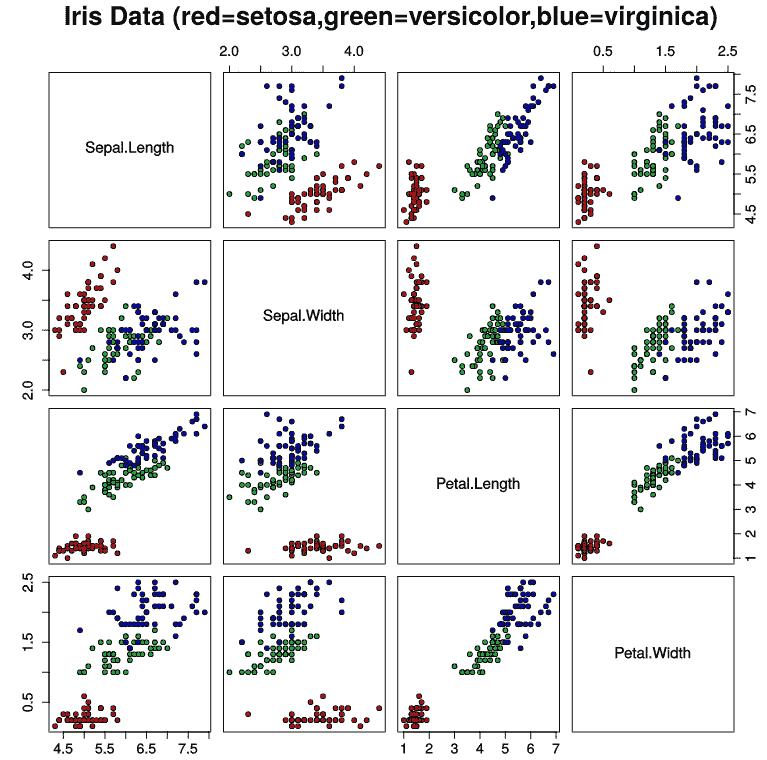 Iris Data (red=setosa,green=versicolor,blue=virginica)
2.0 3.0 4.0
0.5 1.5 2.5
Sepal.Length
4.5 5.5 6.5 7.5
2.0 3.0 4.0
Sepal.Width
Petal.Length
1 2 3 4 5 6 7
0.5 1.5 2.5
Petal.Width
4.5 5.5 6.5 7.5
1 2 3 4 5 6 7